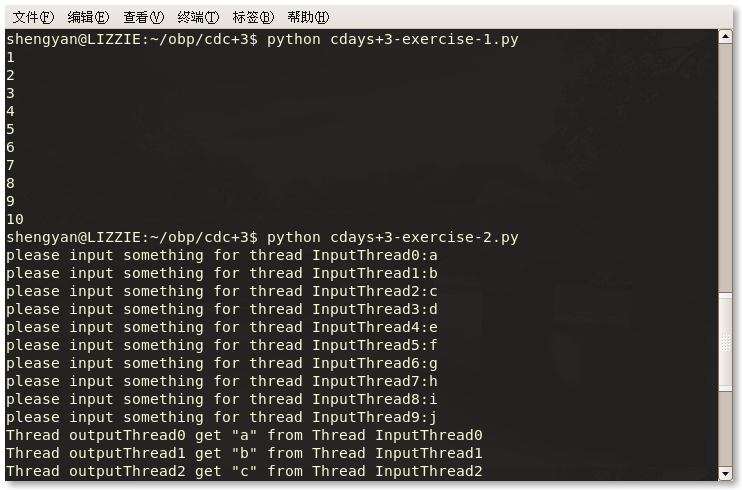 文件(F) 编辑(E) 查看(V) 终端(T) 标签(B) 帮助(H)
shengyan@LIZZIE:~/obp/cdc+3$ python cdays+3-exercise-1.py
1
2
3
4
5
6
7
8
9
10
shengyan@LIZZIE:~/obp/cdc+3$ python cdays+3-exercise-2.py
please input something for thread InputThread0:a
please input something for thread InputThread1:b
please input something for thread InputThread2:c
please input something for thread InputThread3:d
please input something for thread InputThread4:e
please input something for thread InputThread5:f
please input something for thread InputThread6:g
please input something for thread InputThread7:h
please input something for thread InputThread8:i
please input something for thread InputThread9:j
Thread outputThread0 get "a" from Thread InputThread0
Thread outputThread1 get "b" from Thread InputThread1
Thread outputThread2 get "c" from Thread InputThread2